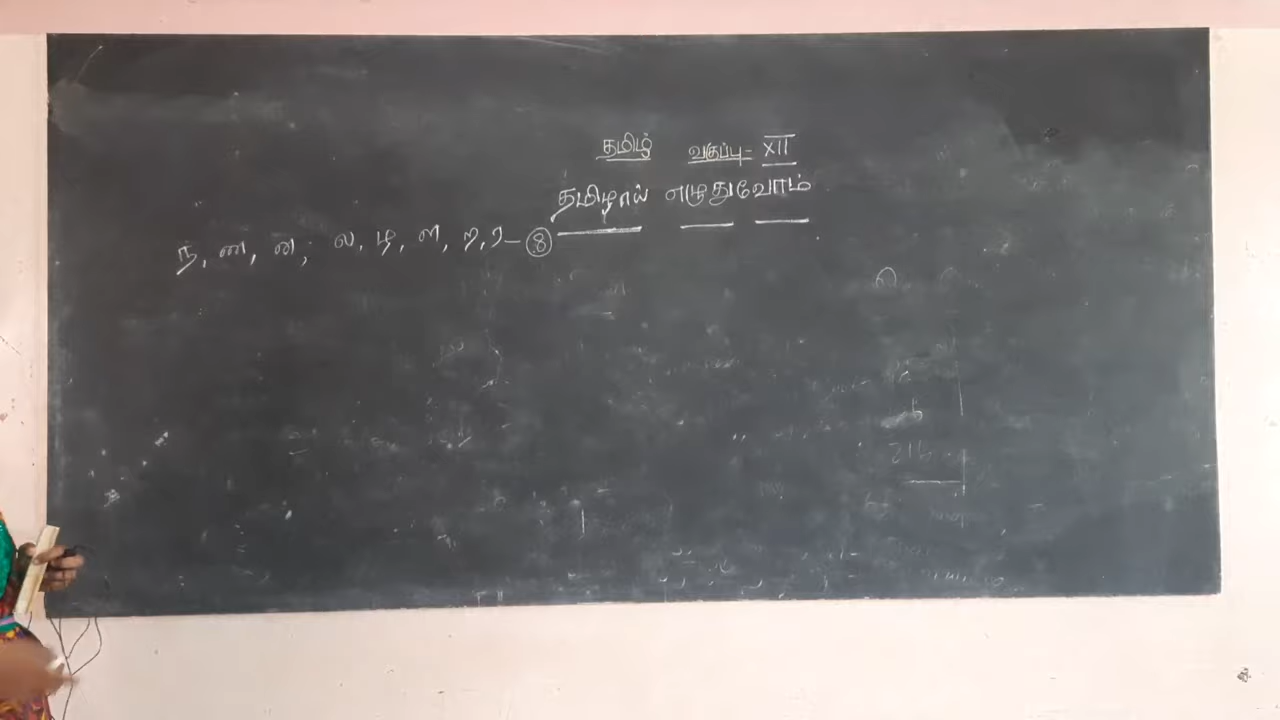 தமிழ் வகுப்பு:- XII
தமிழாய் எழுதுவோம்
ந், ண, ன; ல, ழ, ள, ற, ர - 8